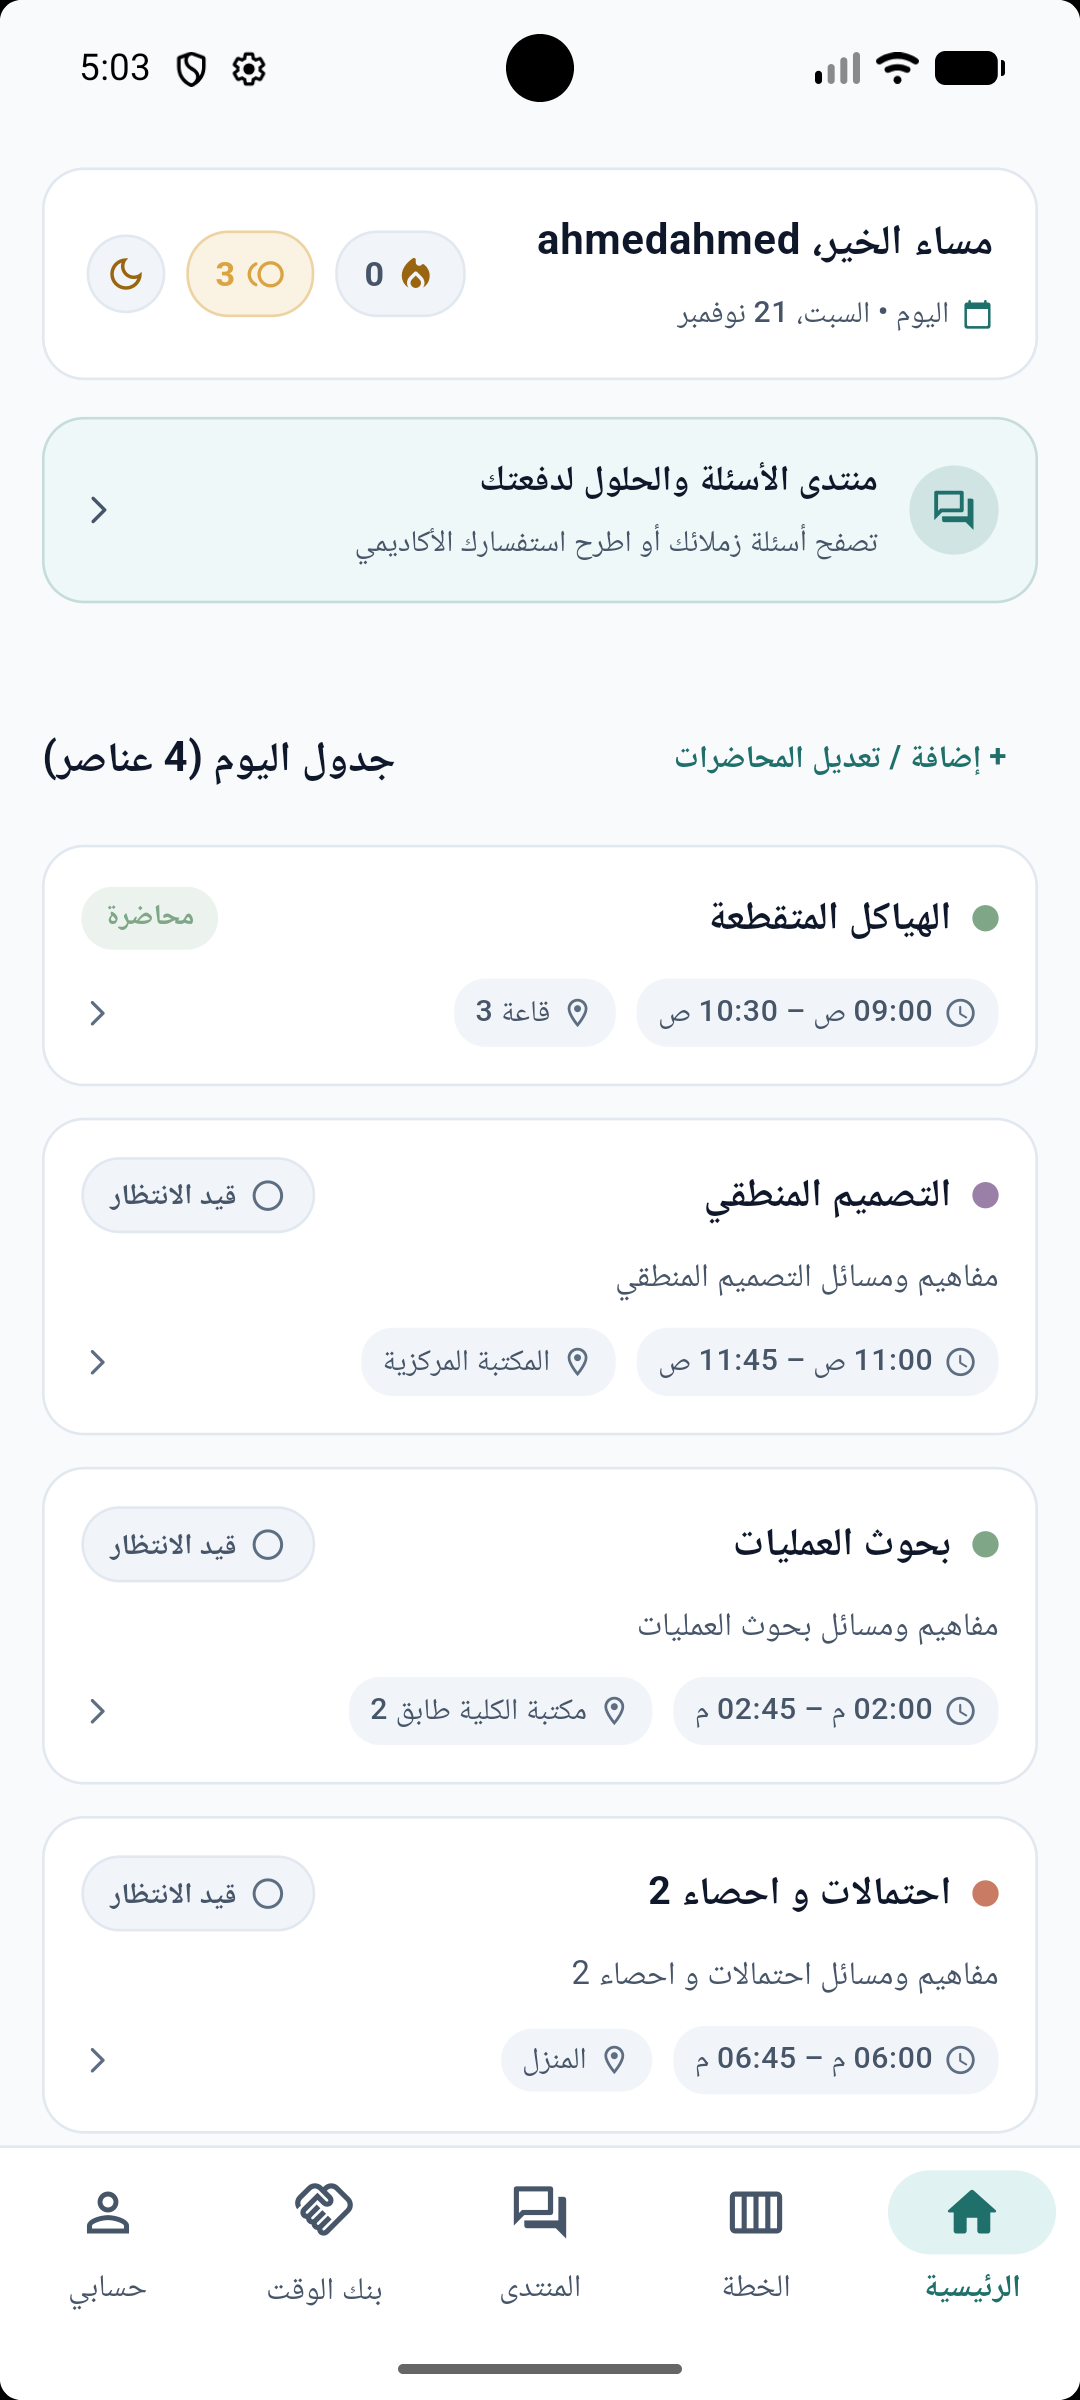 5:03
مساء الخير، ahmedahmed
اليوم • السبت، 21 نوفمبر
0
3
منتدى الأسئلة والحلول لدفعتك
تصفح أسئلة زملائك أو اطرح استفسارك الأكاديمي
+ إضافة / تعديل المحاضرات
جدول اليوم (4 عناصر)
الهياكل المتقطعة
محاضرة
09:00 ص – 10:30 ص
قاعة 3
التصميم المنطقي
قيد الانتظار
مفاهيم ومسائل التصميم المنطقي
11:00 ص – 11:45 ص
المكتبة المركزية
بحوث العمليات
قيد الانتظار
مفاهيم ومسائل بحوث العمليات
02:00 م – 02:45 م
مكتبة الكلية طابق 2
احتمالات و احصاء 2
قيد الانتظار
مفاهيم ومسائل احتمالات و احصاء 2
06:00 م – 06:45 م
المنزل
الرئيسية
الخطة
المنتدى
بنك الوقت
حسابي